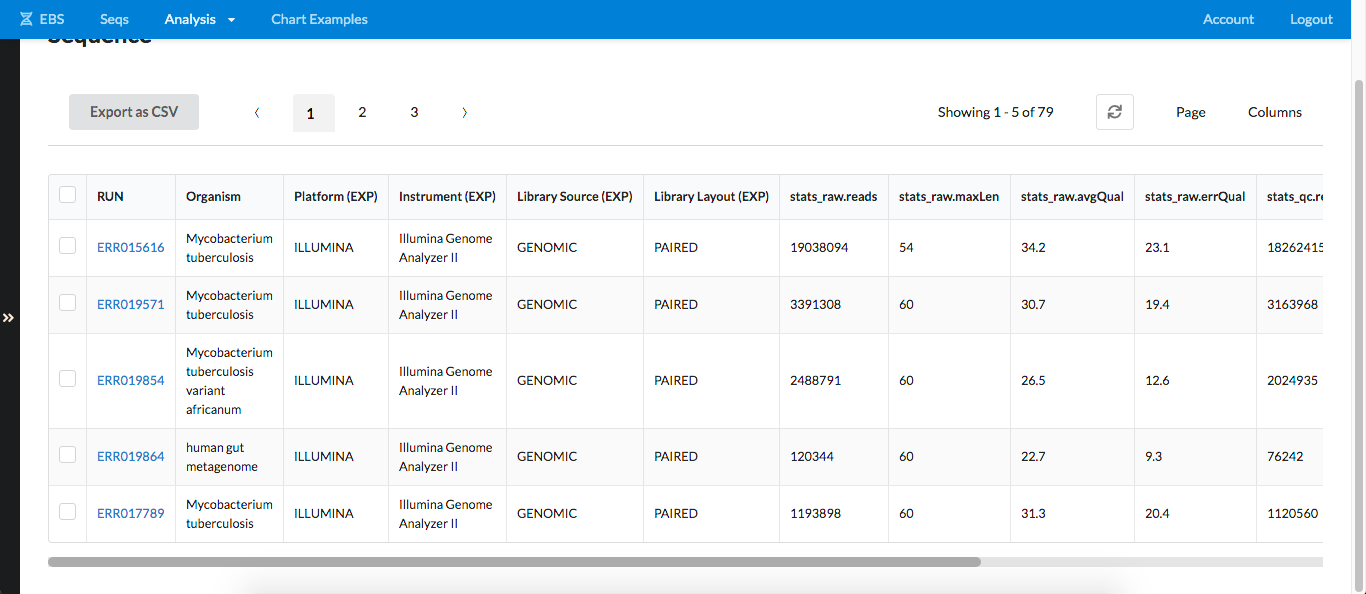 EBS Seqs Analysis Chart Examples Account Logout
Sequence
Export as CSV 1 2 3 Showing 1 - 5 of 79 Page Columns
RUN Organism Platform (EXP) Instrument (EXP) Library Source (EXP) Library Layout (EXP) stats_raw.reads stats_raw.maxLen stats_raw.avgQual stats_raw.errQual stats_qc.re
ERR015616 Mycobacterium tuberculosis ILLUMINA Illumina Genome Analyzer II GENOMIC PAIRED 19038094 54 34.2 23.1 18262415
ERR019571 Mycobacterium tuberculosis ILLUMINA Illumina Genome Analyzer II GENOMIC PAIRED 3391308 60 30.7 19.4 3163968
ERR019854 Mycobacterium tuberculosis variant africanum ILLUMINA Illumina Genome Analyzer II GENOMIC PAIRED 2488791 60 26.5 12.6 2024935
ERR019864 human gut metagenome ILLUMINA Illumina Genome Analyzer II GENOMIC PAIRED 120344 60 22.7 9.3 76242
ERR017789 Mycobacterium tuberculosis ILLUMINA Illumina Genome Analyzer II GENOMIC PAIRED 1193898 60 31.3 20.4 1120560